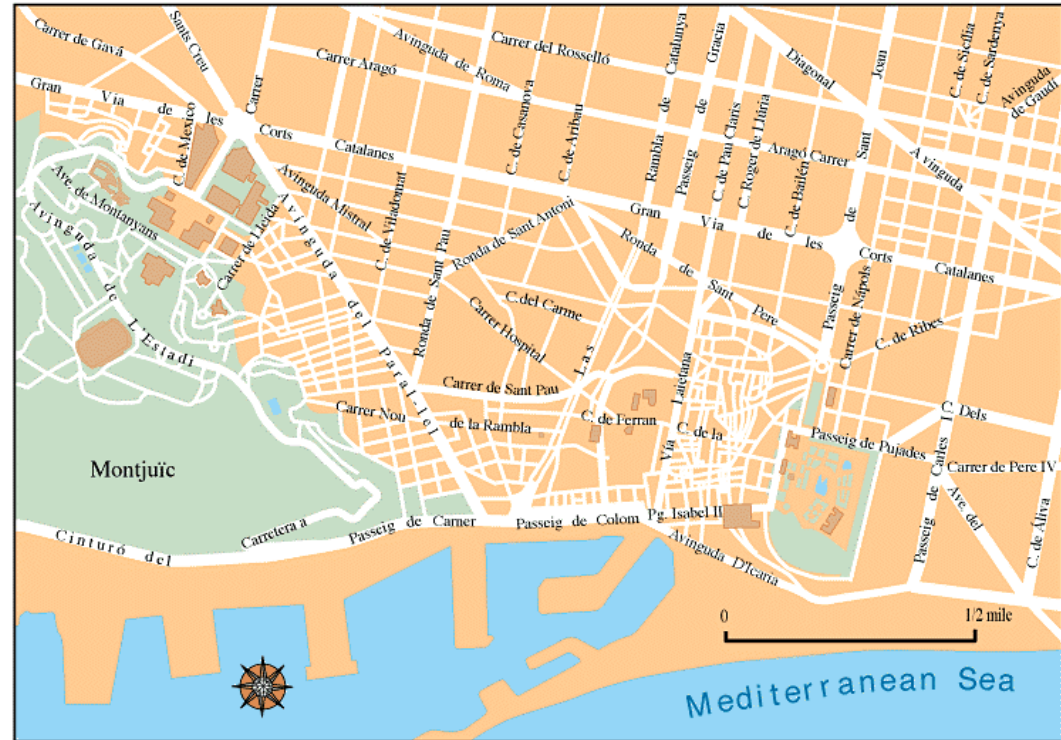 Carrer de Gavá
Sants Creu
Carrer
Carrer Aragó
Avinguda de Roma
Carrer del Rosselló
Rambla de Catalunya
Passeig de Gracia
Diagonal
Avinguda
Passeig de Sant Joan
C. de Sicília
C. de Sardenya
Avinguda
de Gaudí
Gran Via de les Corts Catalanes
C. de Mexico
C. de Casanova
C. de Aribau
C. de Pau Claris
C. Roger de Llúria
C. de Bailén
Aragó Carrer
Ave. de Montanyans
Avinguda de L'Estadi
Carrer de Lleida
Avinguda Mistral
Avinguda del Paral-lel
C. de Viladomat
Ronda de Sant Pau
Ronda de Sant Antoni
Gran Via de les Corts Catalanes
Ronda de Sant Pere
Carrer de Nápols
C. de Ribes
C. del Carme
Carrer Hospital
Las
Vía Laietana
Carrer de Sant Pau
Carrer Nou de la Rambla
C. de Ferran
C. de la
Passeig de Pujades
C. Dels
Carrer de Pere IV
Passeig de Carles I
Ave. del
C. de Áliva
Montjuïc
Cinturó del
Carretera a
Passeig de Carner
Passeig de Colom
Pg. Isabel II
Avinguda D'Icaria
0 1/2 mile
Mediterranean Sea